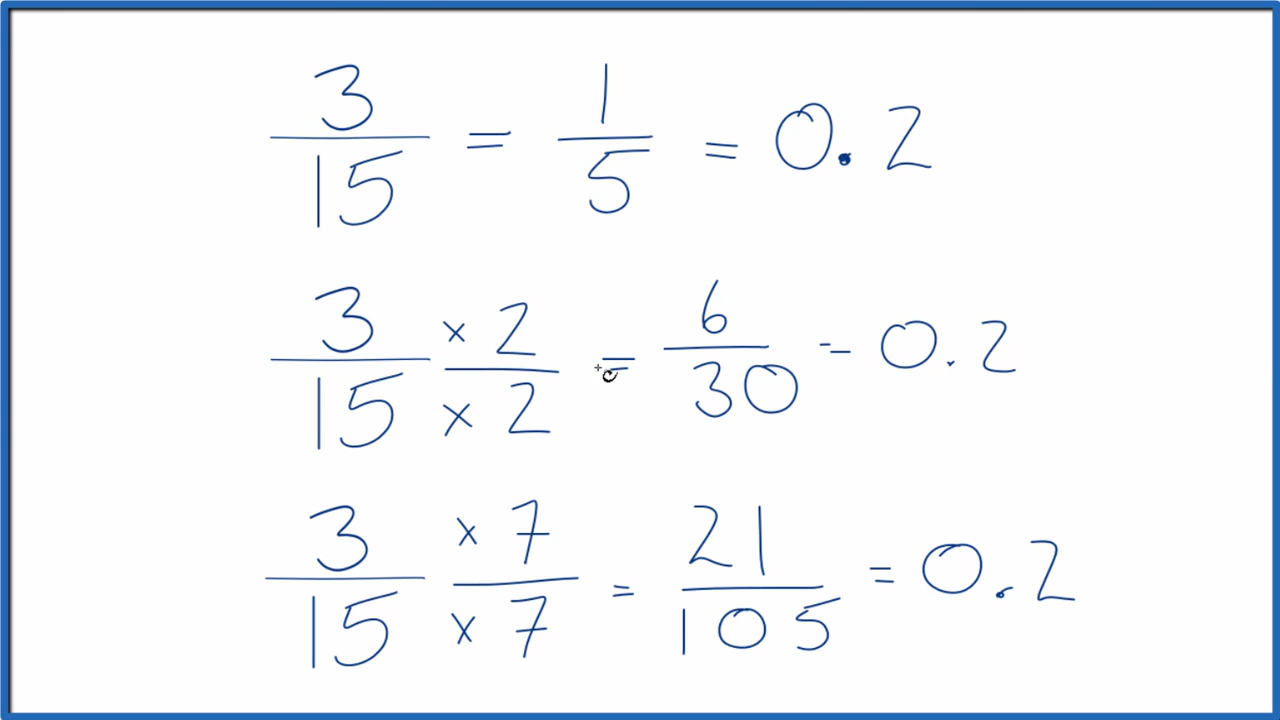 3/15 = 1/5 = 0.2
3/15 × 2/× 2 = 6/30 = 0.2
3/15 × 7/× 7 = 21/105 = 0.2